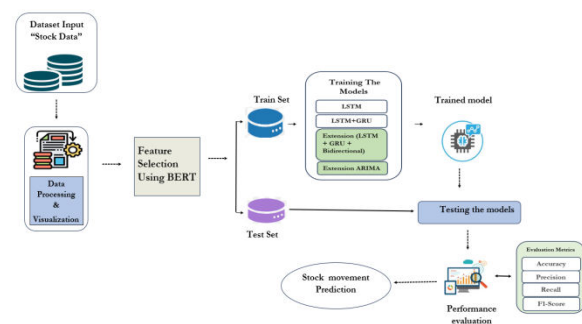 Dataset Input
“Stock Data”
Data
Processing
&
Visualization
Feature
Selection
Using BERT
Train Set
Test Set
Training The
Models
LSTM
LSTM+GRU
Extension (LSTM
+ GRU +
Bidirectional)
Extension ARIMA
Trained model
Testing the models
Performance
evaluation
Evaluation Metrics
Accuracy
Precision
Recall
F1-Score
Stock movement
Prediction